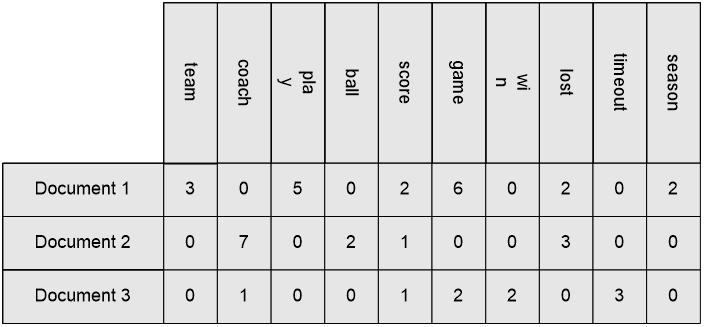 team coach play ball score game win lost timeout season
Document 1 3 0 5 0 2 6 0 2 0 2
Document 2 0 7 0 2 1 0 0 3 0 0
Document 3 0 1 0 0 1 2 2 0 3 0